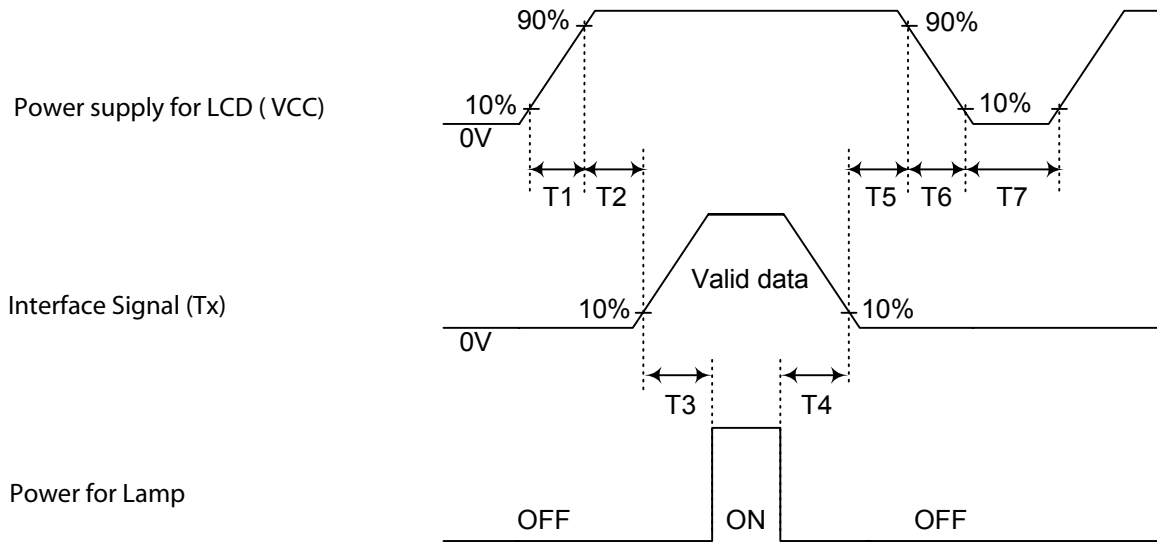 90%
90%
Power supply for LCD ( VCC)
10%
10%
0V
T1
T2
T5
T6
T7
Valid data
Interface Signal (Tx)
10%
10%
0V
T3
T4
Power for Lamp
OFF
ON
OFF